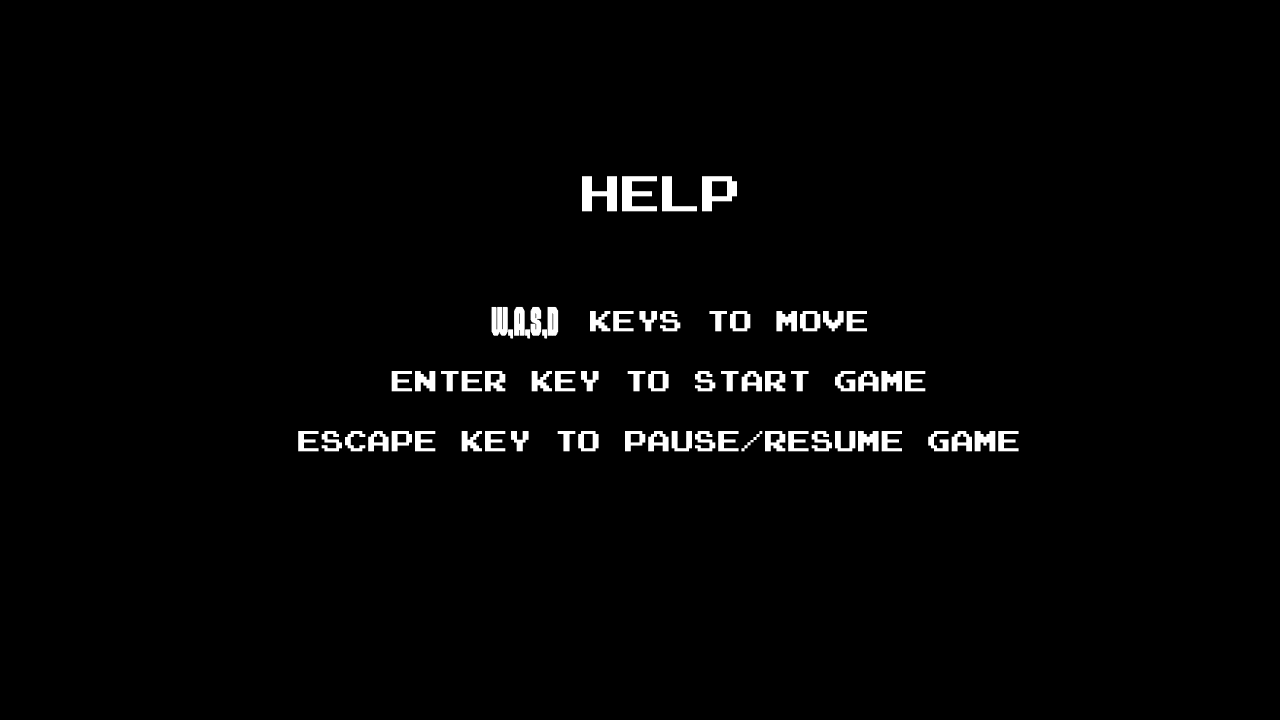 HELP
W,A,S,D KEYS TO MOVE
ENTER KEY TO START GAME
ESCAPE KEY TO PAUSE/RESUME GAME